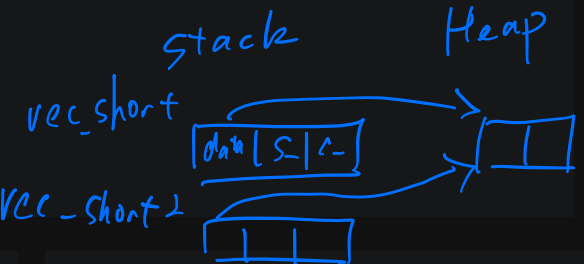 stack Heap
vec_short
data | s_ | c_
vec_short2